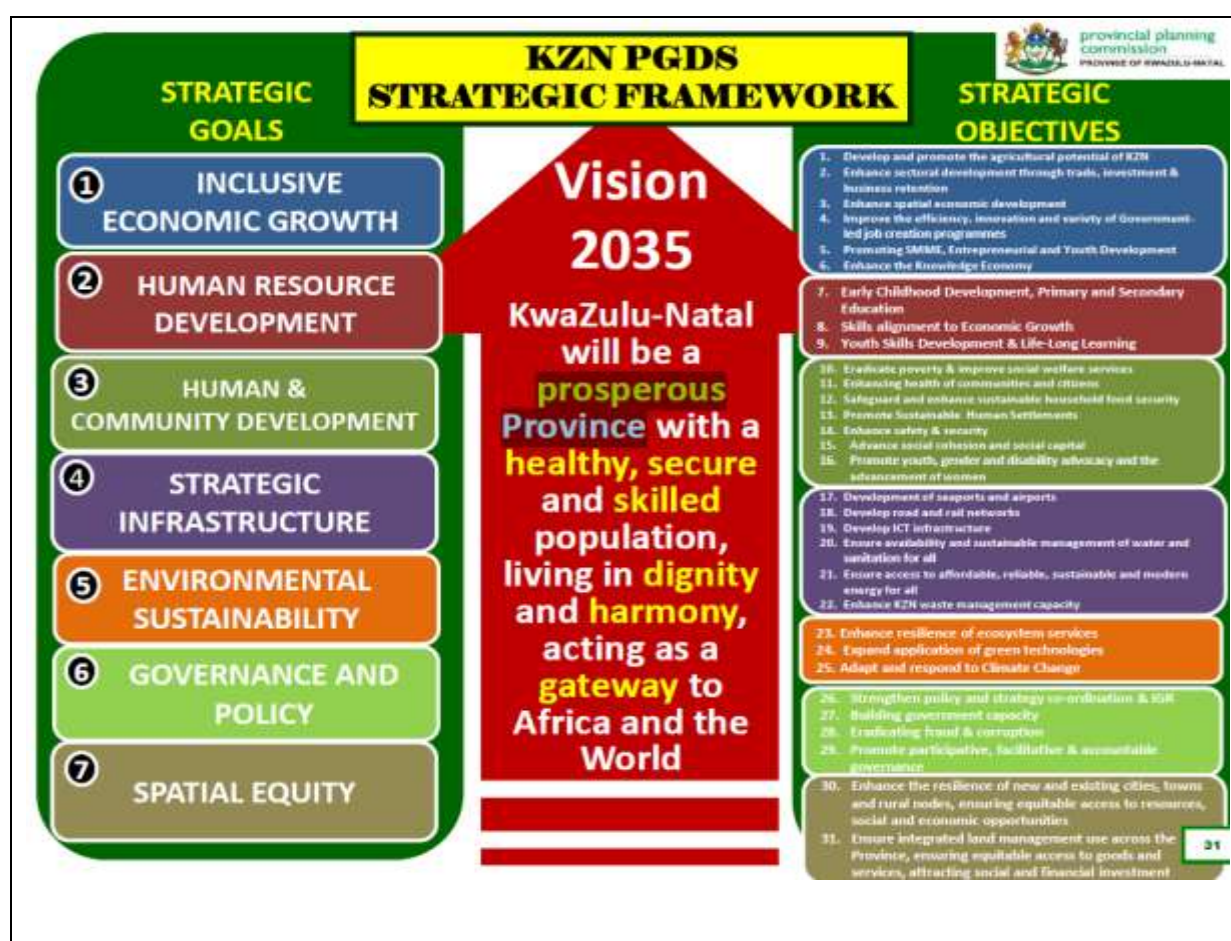 KZN PGDS
STRATEGIC FRAMEWORK
provincial planning
commission
PROVINCE OF KWAZULU-NATAL
STRATEGIC
GOALS
1
INCLUSIVE
ECONOMIC GROWTH
2
HUMAN RESOURCE
DEVELOPMENT
3
HUMAN &
COMMUNITY DEVELOPMENT
4
STRATEGIC
INFRASTRUCTURE
5
ENVIRONMENTAL
SUSTAINABILITY
6
GOVERNANCE AND
POLICY
7
SPATIAL EQUITY
Vision
2035
KwaZulu-Natal
will be a
prosperous
Province with a
healthy, secure
and skilled
population,
living in dignity
and harmony,
acting as a
gateway to
Africa and the
World
STRATEGIC
OBJECTIVES
1. Develop and promote the agricultural potential of KZN
2. Enhance sectoral development through trade, investment &
business retention
3. Enhance spatial economic development
4. Improve the efficiency, innovation and variety of Government-
led job creation programmes
5. Promoting SMME, Entrepreneurial and Youth Development
6. Enhance the Knowledge Economy
7. Early Childhood Development, Primary and Secondary
Education
8. Skills alignment to Economic Growth
9. Youth Skills Development & Life-Long Learning
10. Eradicate poverty & improve social welfare services
11. Enhancing health of communities and citizens
12. Safeguard and enhance sustainable household food security
13. Promote Sustainable Human Settlements
14. Enhance safety & security
15. Advance social cohesion and social capital
16. Promote youth, gender and disability advocacy and the
advancement of women
17. Development of seaports and airports
18. Develop road and rail networks
19. Develop ICT infrastructure
20. Ensure availability and sustainable management of water and
sanitation for all
21. Ensure access to affordable, reliable, sustainable and modern
energy for all
22. Enhance KZN waste management capacity
23. Enhance resilience of ecosystem services
24. Expand application of green technologies
25. Adapt and respond to Climate Change
26. Strengthen policy and strategy co-ordination & IGR
27. Building government capacity
28. Eradicating fraud & corruption
29. Promote participative, facilitative & accountable
governance
30. Enhance the resilience of new and existing cities, towns
and rural nodes, ensuring equitable access to resources,
social and economic opportunities
31. Ensure integrated land management use across the
Province, ensuring equitable access to goods and
services, attracting social and financial investment
31